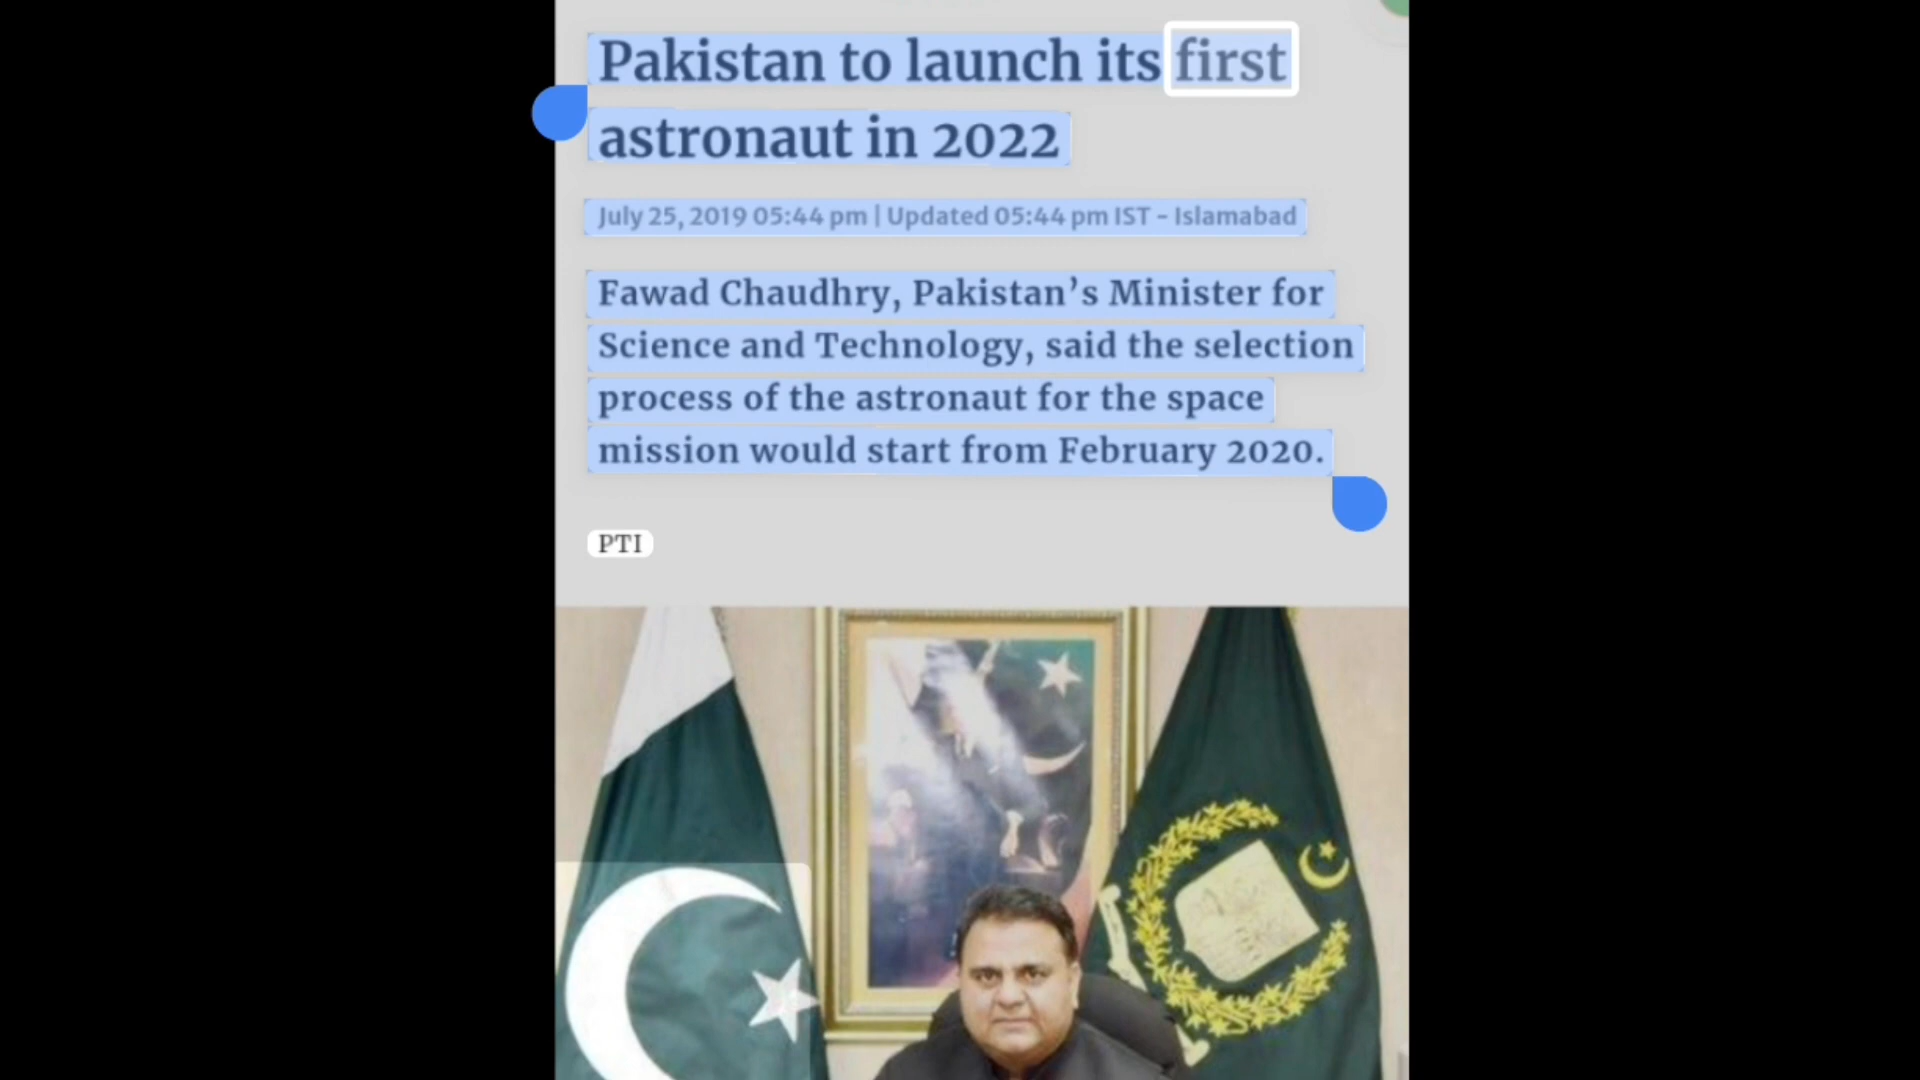 Pakistan to launch its first
astronaut in 2022
July 25, 2019 05:44 pm | Updated 05:44 pm IST - Islamabad
Fawad Chaudhry, Pakistan’s Minister for
Science and Technology, said the selection
process of the astronaut for the space
mission would start from February 2020.
PTI